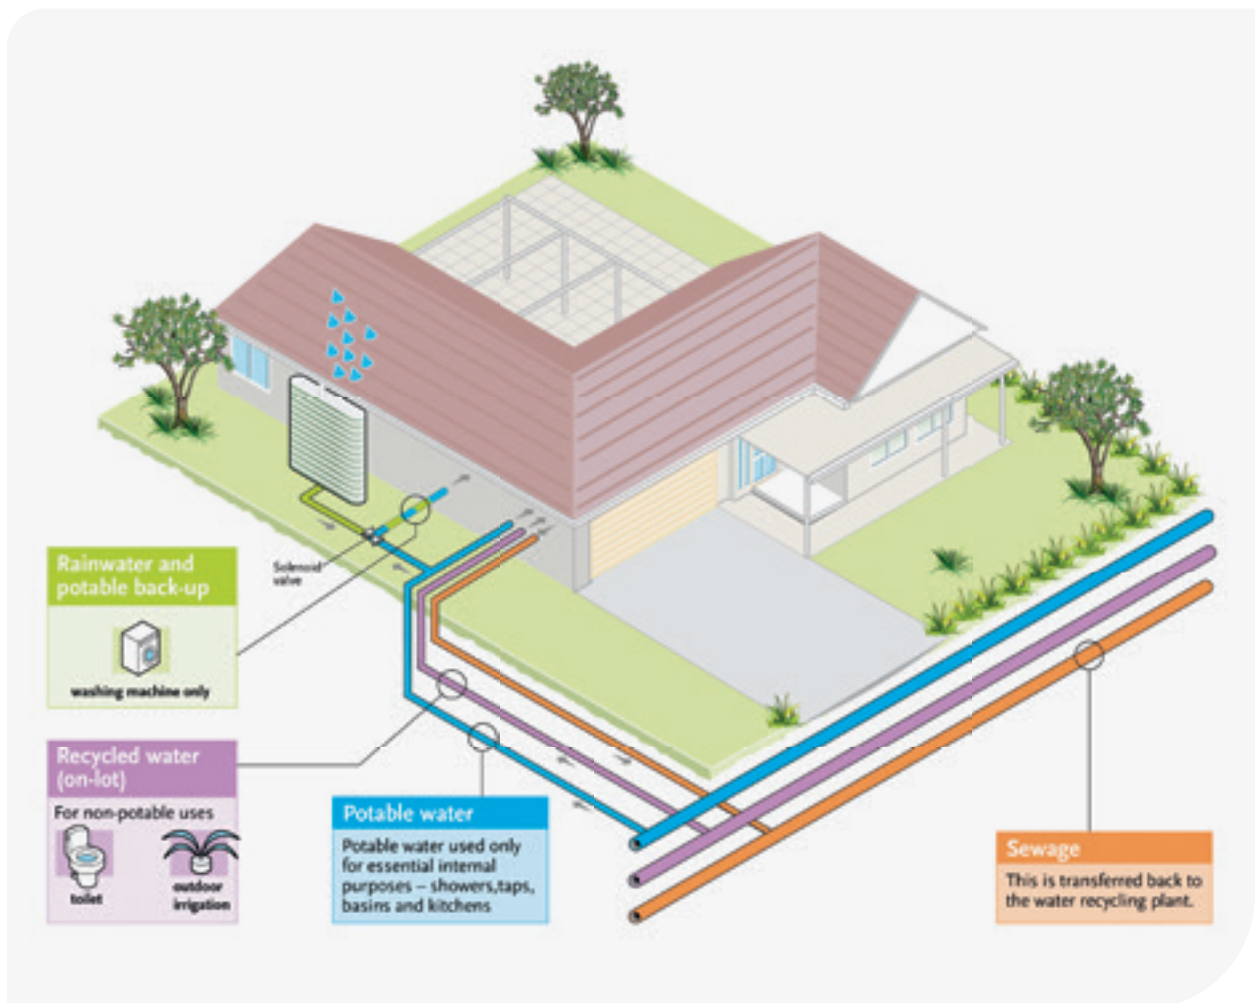 Solenoid
valve
Rainwater and
potable back-up
washing machine only
Recycled water
(on-lot)
For non-potable uses
toilet
outdoor
irrigation
Potable water
Potable water used only
for essential internal
purposes – showers,taps,
basins and kitchens
Sewage
This is transferred back to
the water recycling plant.